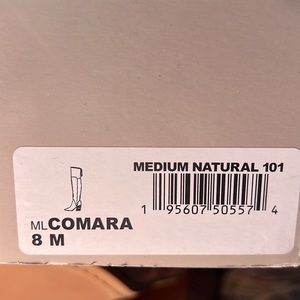 MEDIUM NATURAL 101
1 95607 50557 4
MLCOMARA
8 M